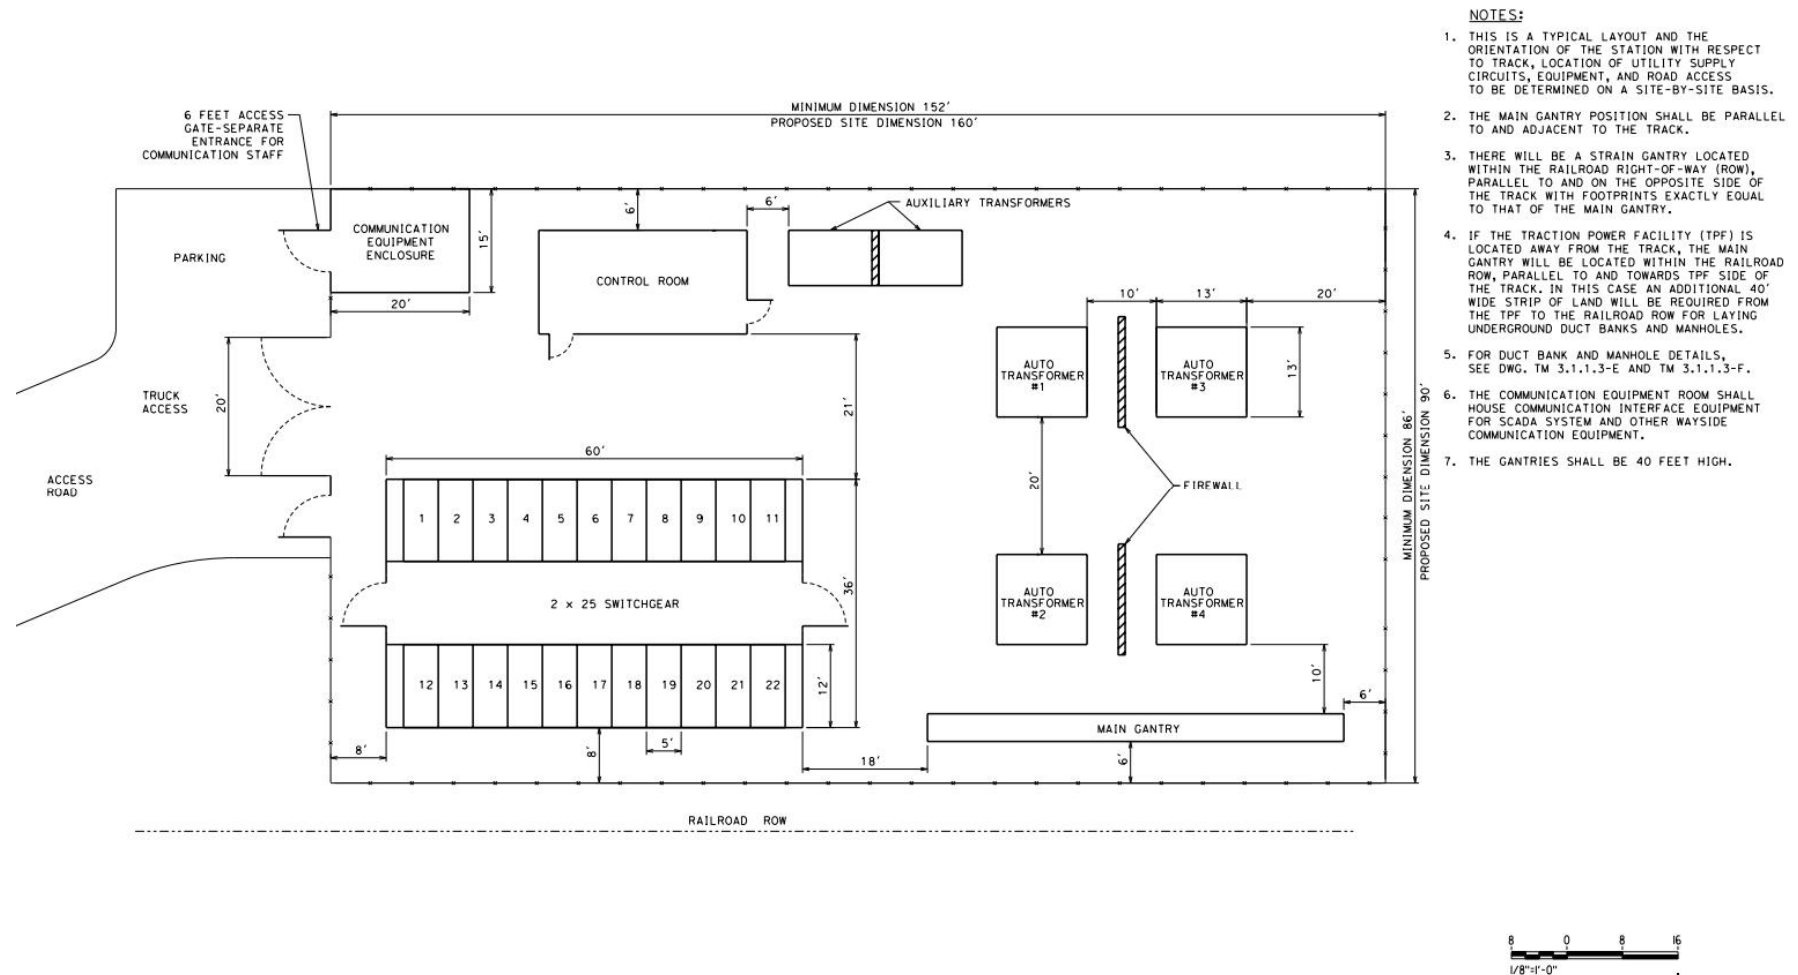 NOTES:
1. THIS IS A TYPICAL LAYOUT AND THE
ORIENTATION OF THE STATION WITH RESPECT
TO TRACK, LOCATION OF UTILITY SUPPLY
CIRCUITS, EQUIPMENT, AND ROAD ACCESS
TO BE DETERMINED ON A SITE-BY-SITE BASIS.
2. THE MAIN GANTRY POSITION SHALL BE PARALLEL
TO AND ADJACENT TO THE TRACK.
3. THERE WILL BE A STRAIN GANTRY LOCATED
WITHIN THE RAILROAD RIGHT-OF-WAY (ROW),
PARALLEL TO AND ON THE OPPOSITE SIDE OF
THE TRACK WITH FOOTPRINTS EXACTLY EQUAL
TO THAT OF THE MAIN GANTRY.
4. IF THE TRACTION POWER FACILITY (TPF) IS
LOCATED AWAY FROM THE TRACK, THE MAIN
GANTRY WILL BE LOCATED WITHIN THE RAILROAD
ROW, PARALLEL TO AND TOWARDS TPF SIDE OF
THE TRACK. IN THIS CASE AN ADDITIONAL 40'
WIDE STRIP OF LAND WILL BE REQUIRED FROM
THE TPF TO THE RAILROAD ROW FOR LAYING
UNDERGROUND DUCT BANKS AND MANHOLES.
5. FOR DUCT BANK AND MANHOLE DETAILS,
SEE DWG. TM 3.1.1.3-E AND TM 3.1.1.3-F.
6. THE COMMUNICATION EQUIPMENT ROOM SHALL
HOUSE COMMUNICATION INTERFACE EQUIPMENT
FOR SCADA SYSTEM AND OTHER WAYSIDE
COMMUNICATION EQUIPMENT.
7. THE GANTRIES SHALL BE 40 FEET HIGH.
MINIMUM DIMENSION 152'
PROPOSED SITE DIMENSION 160'
6 FEET ACCESS
GATE-SEPARATE
ENTRANCE FOR
COMMUNICATION STAFF
PARKING
COMMUNICATION
EQUIPMENT
ENCLOSURE
15'
20'
6'
CONTROL ROOM
6'
AUXILIARY TRANSFORMERS
10'
13'
20'
AUTO
TRANSFORMER
#1
AUTO
TRANSFORMER
#3
13'
TRUCK
ACCESS
20'
21'
60'
ACCESS
ROAD
20'
FIREWALL
MINIMUM DIMENSION 86'
PROPOSED SITE DIMENSION 90'
1 2 3 4 5 6 7 8 9 10 11
36'
2 x 25 SWITCHGEAR
AUTO
TRANSFORMER
#2
AUTO
TRANSFORMER
#4
12 13 14 15 16 17 18 19 20 21 22
12'
10'
6'
MAIN GANTRY
8'
8'
5'
18'
6'
RAILROAD ROW
8 0 8 16
1/8"=1'-0"